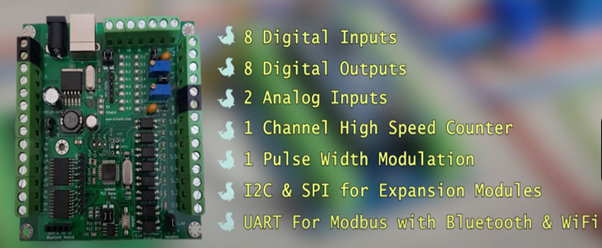 8 Digital Inputs
8 Digital Outputs
2 Analog Inputs
1 Channel High Speed Counter
1 Pulse Width Modulation
I2C & SPI for Expansion Modules
UART For Modbus with Bluetooth & WiFi